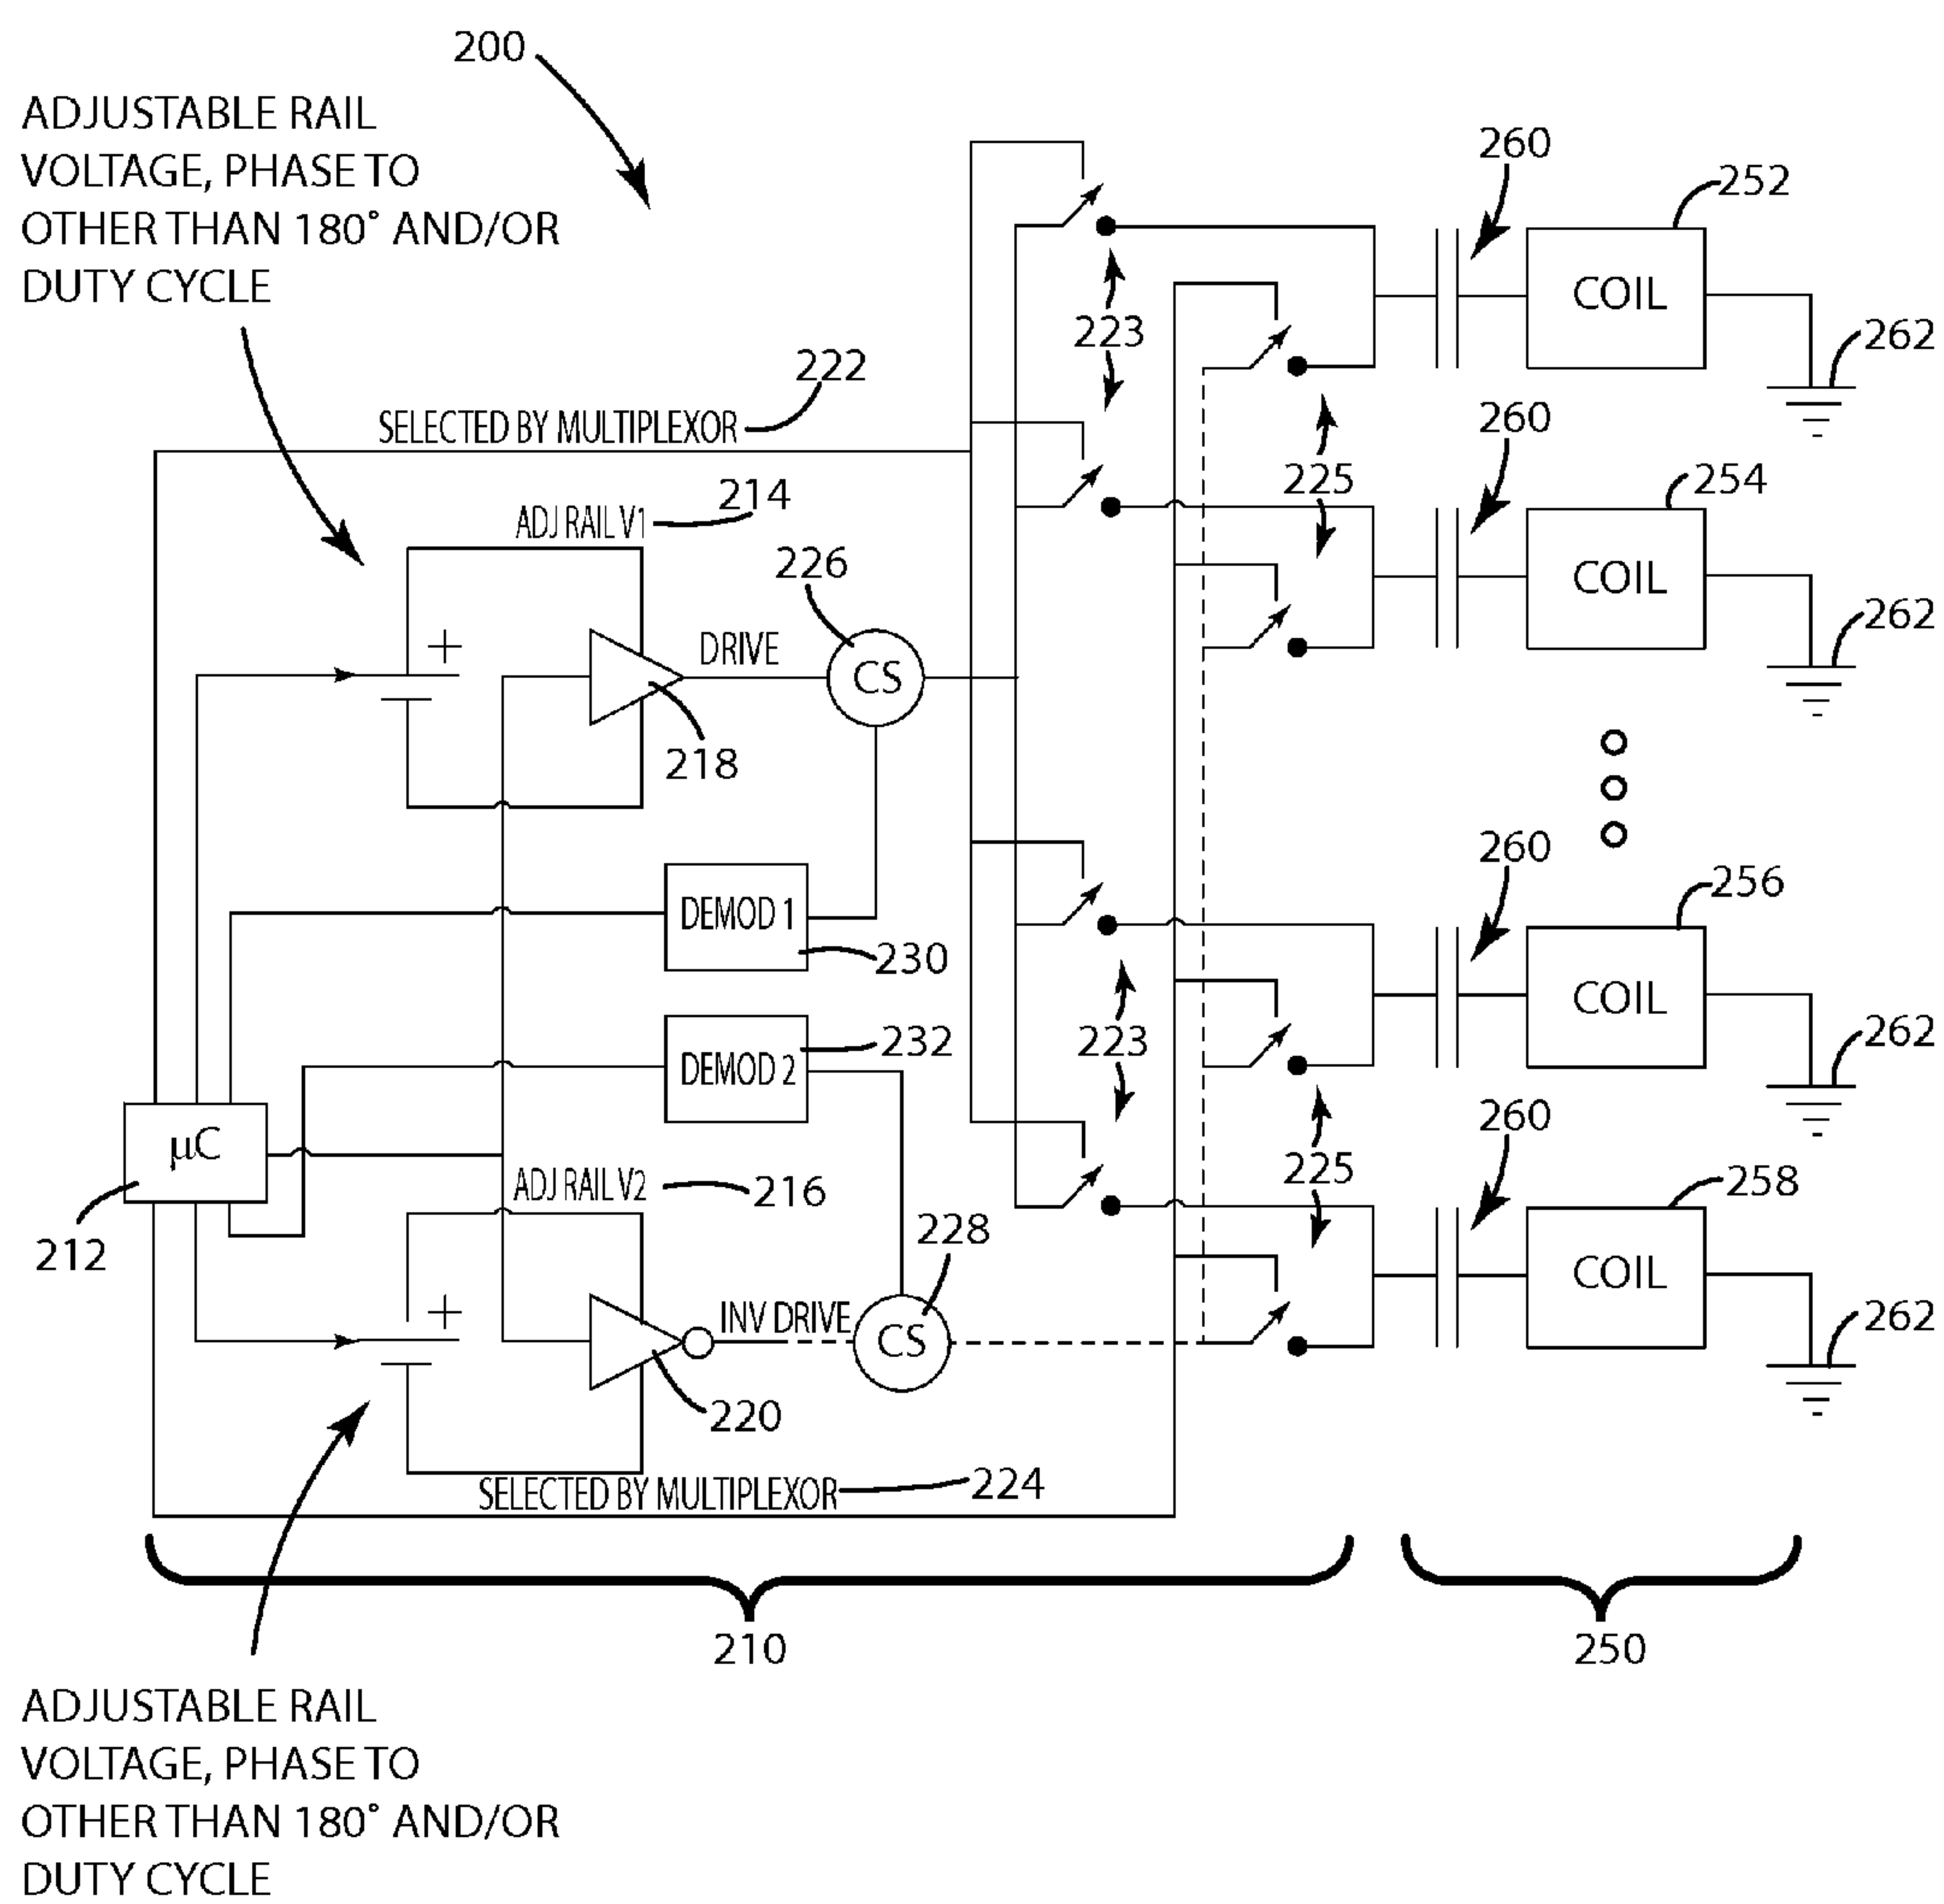 200
ADJUSTABLE RAIL
VOLTAGE, PHASE TO
OTHER THAN 180° AND/OR
DUTY CYCLE
260
252
COIL
223
262
222
SELECTED BY MULTIPLEXOR
260
225
254
214
ADJ RAIL V1
226
COIL
262
+
DRIVE
CS
218
260
256
DEMOD 1
230
COIL
232
223
262
DEMOD 2
260
μC
225
258
ADJ RAIL V2
216
212
228
COIL
262
+
INV DRIVE
CS
220
SELECTED BY MULTIPLEXOR
224
210
250
ADJUSTABLE RAIL
VOLTAGE, PHASE TO
OTHER THAN 180° AND/OR
DUTY CYCLE